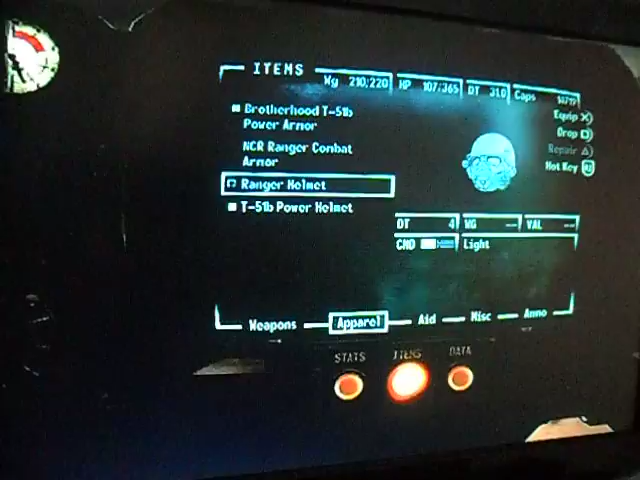 ITEMS
Wg 210/220 HP 107/365 DT 31.0 Caps
Brotherhood T-51b
Power Armor
NCR Ranger Combat
Armor
Ranger Helmet
T-51b Power Helmet
Equip X)
Drop
Repair
Hot Key
DT 4 WG -- VAL --
CND Light
Weapons Apparel Aid Misc Ammo
STATS ITEMS DATA